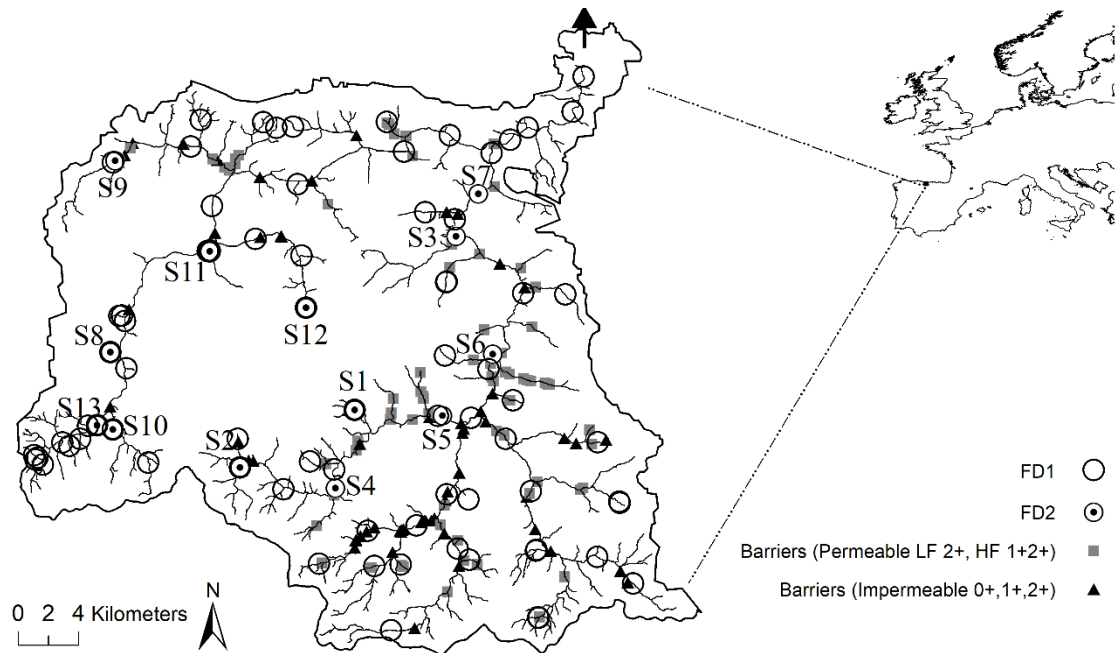 S9
S7
S3
S11
S12
S8
S6
S1
S13
S10
S5
S2
S4
FD1
FD2
Barriers (Permeable LF 2+, HF 1+2+)
Barriers (Impermeable 0+,1+,2+)
N
0 2 4 Kilometers